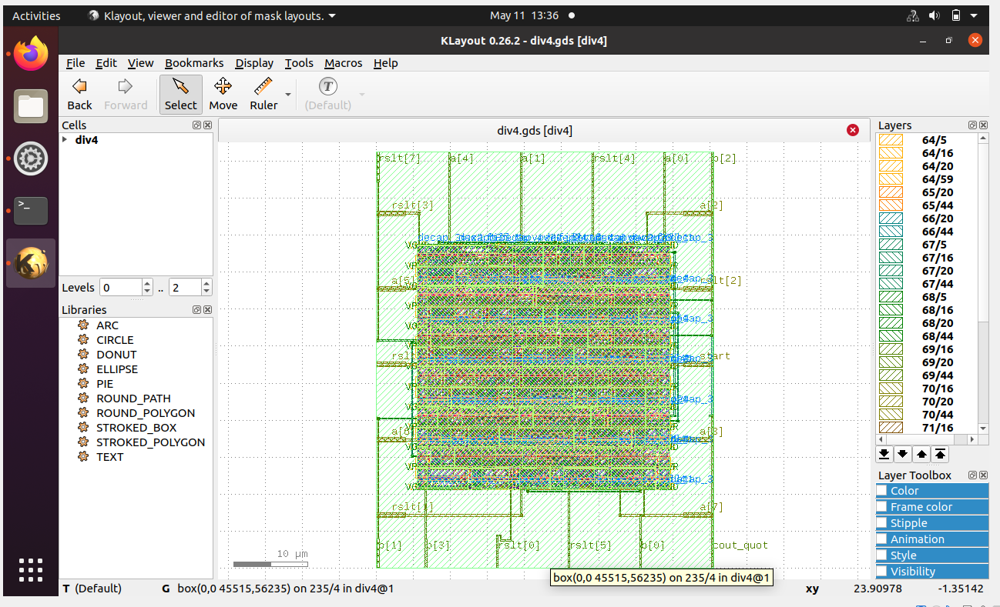 Activities
Klayout, viewer and editor of mask layouts.
May 11 13:36
KLayout 0.26.2 - div4.gds [div4]
File Edit View Bookmarks Display Tools Macros Help
Back Forward Select Move Ruler (Default)
Cells
div4
Levels 0 .. 2
Libraries
ARC
CIRCLE
DONUT
ELLIPSE
PIE
ROUND_PATH
ROUND_POLYGON
STROKED_BOX
STROKED_POLYGON
TEXT
div4.gds [div4]
rslt[7] a[4] a[1] rslt[4] a[0] b[2]
rslt[3] a[2]
a[5] rslt[2]
start
a[6] a[3]
a[7]
b[1] b[3] rslt[0] rslt[5] b[0] cout_quot
10 µm
box(0,0 45515,56235) on 235/4 in div4@1
Layers
64/5
64/16
64/20
64/59
65/20
65/44
66/20
66/44
67/5
67/16
67/20
67/44
68/5
68/16
68/20
68/44
69/16
69/20
69/44
70/16
70/20
70/44
71/16
Layer Toolbox
Color
Frame color
Stipple
Animation
Style
Visibility
T (Default) G box(0,0 45515,56235) on 235/4 in div4@1 xy 23.90978 -1.35142